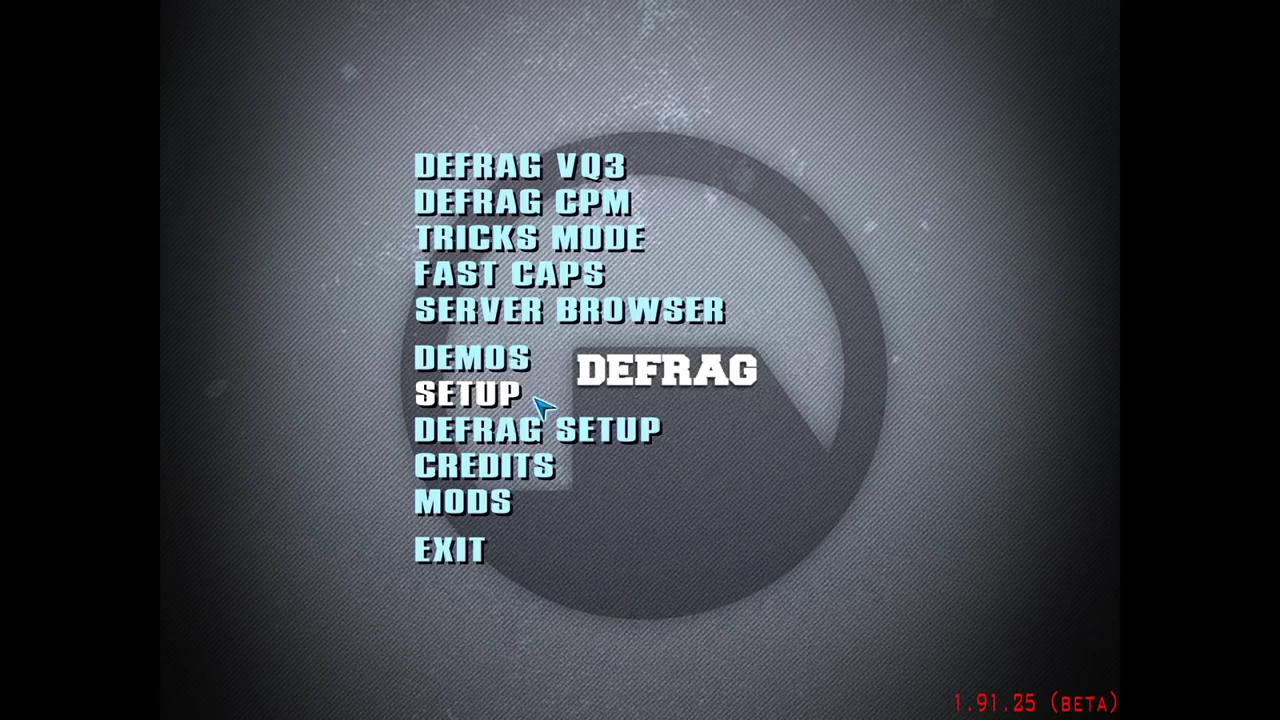 DEFRAG VQ3
DEFRAG CPM
TRICKS MODE
FAST CAPS
SERVER BROWSER
DEMOS
DEFRAG
SETUP
DEFRAG SETUP
CREDITS
MODS
EXIT
1.91.25 (BETA)